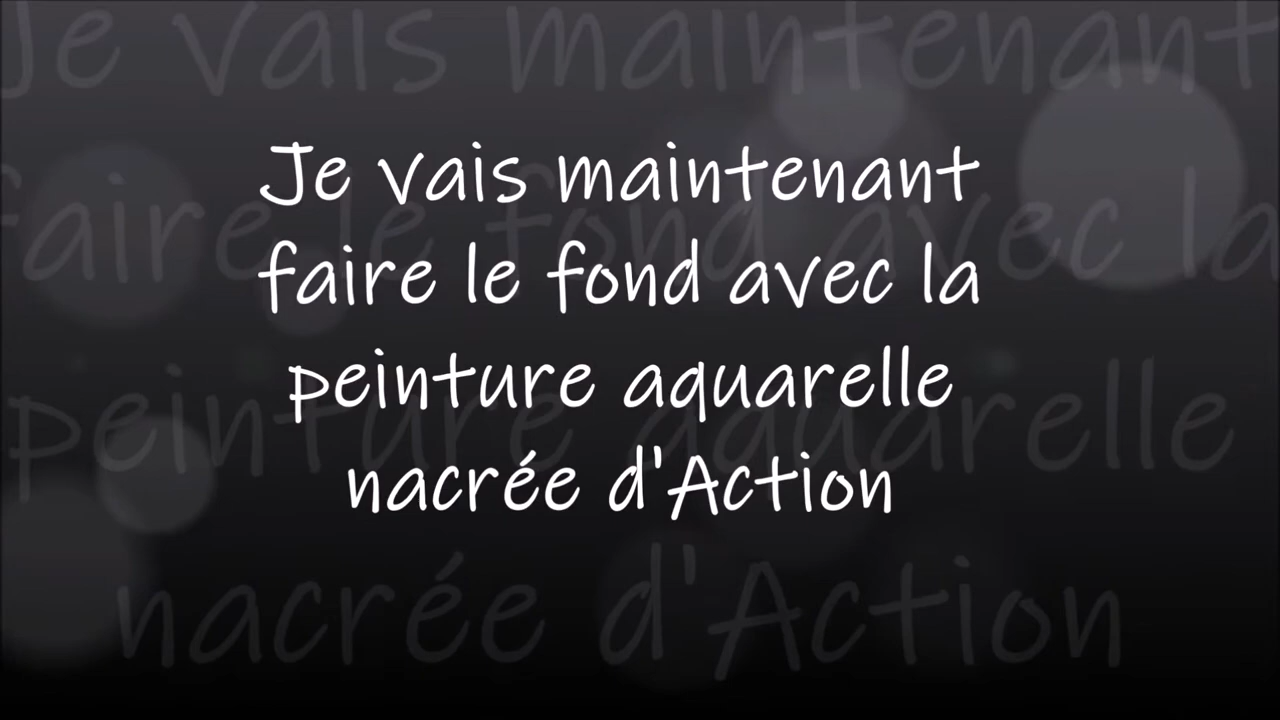 Je vais maintenant
faire le fond avec la
peinture aquarelle
nacrée d'Action